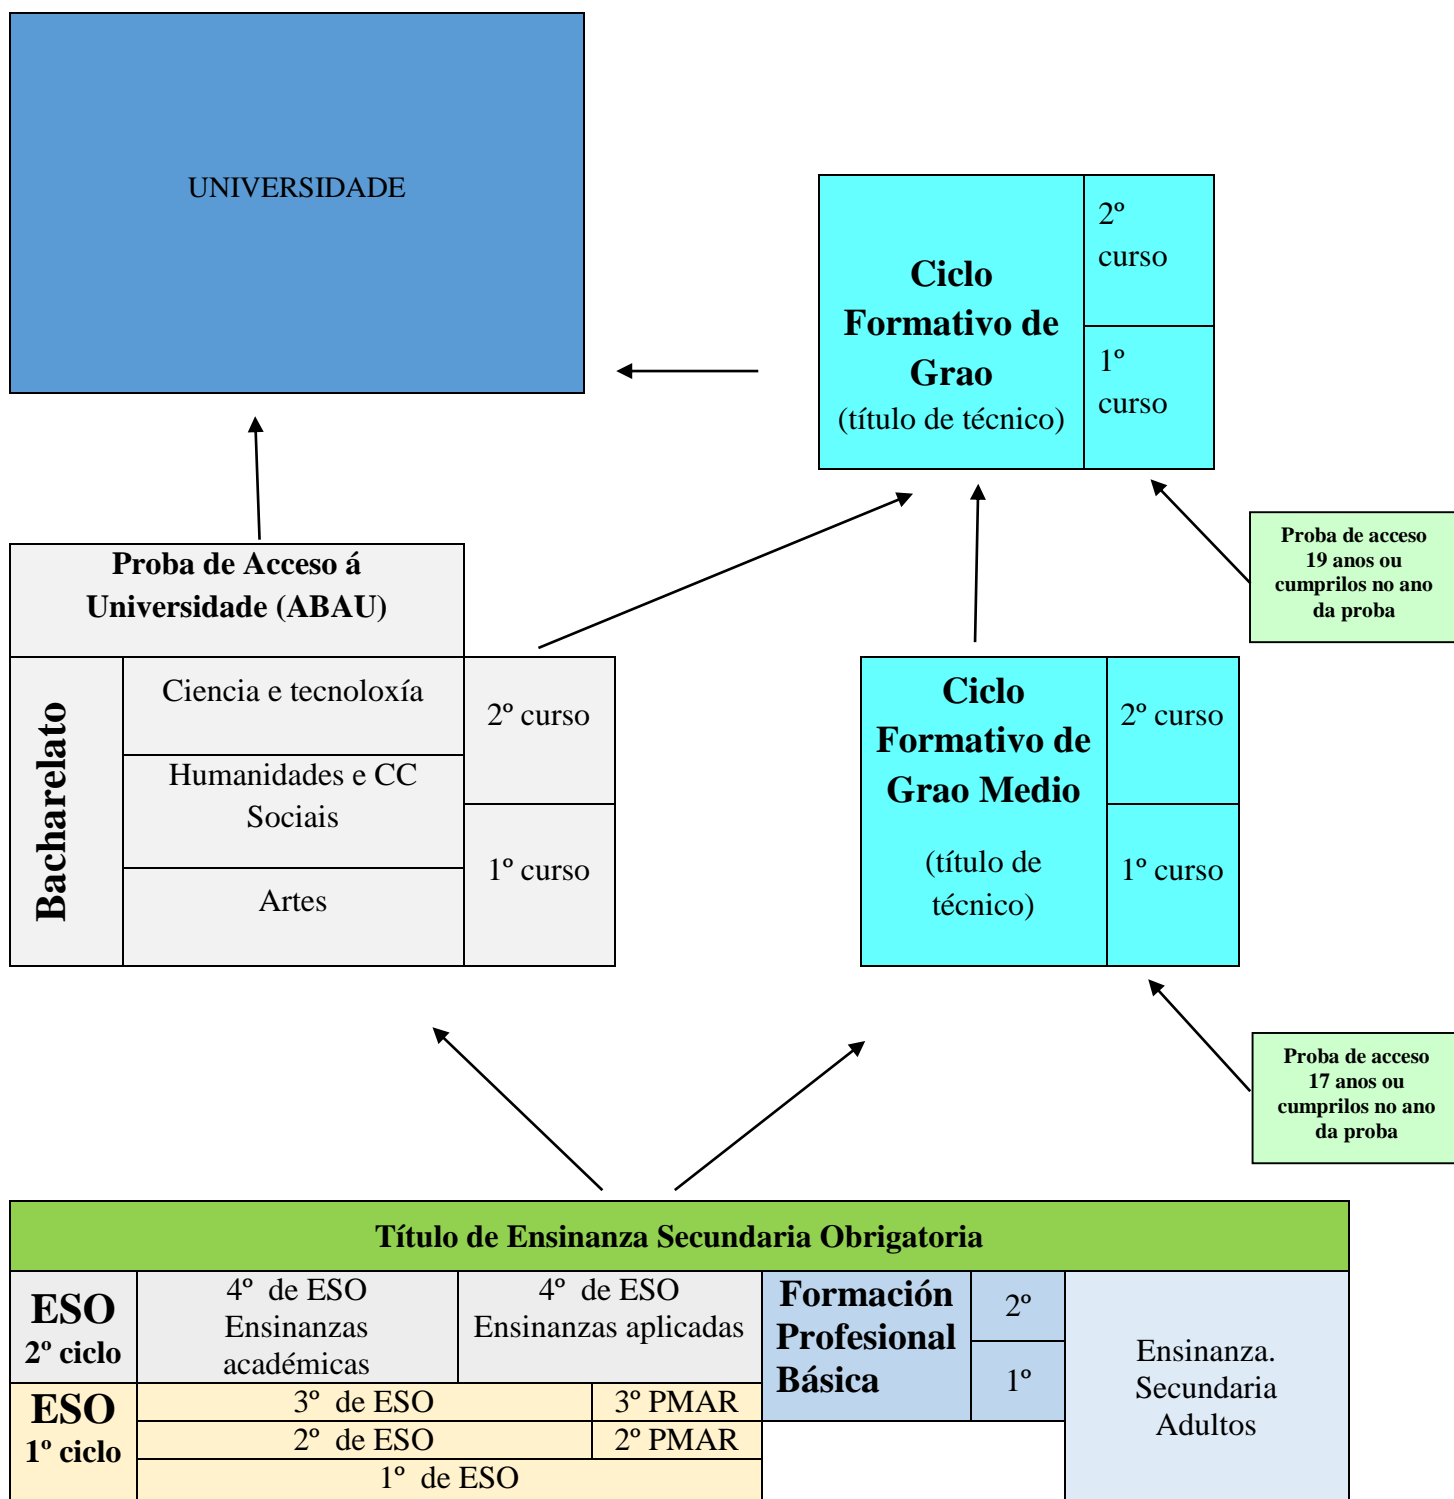 UNIVERSIDADE
Ciclo
Formativo de
Grao
(título de técnico)
2º
curso
1º
curso
Proba de acceso
19 anos ou
cumprilos no ano
da proba
Proba de Acceso á
Universidade (ABAU)
Bacharelato
Ciencia e tecnoloxía
Humanidades e CC
Sociais
Artes
2º curso
1º curso
Ciclo
Formativo de
Grao Medio
(título de
técnico)
2º curso
1º curso
Proba de acceso
17 anos ou
cumprilos no ano
da proba
Título de Ensinanza Secundaria Obrigatoria
ESO
2º ciclo
4º de ESO
Ensinanzas
académicas
4º de ESO
Ensinanzas aplicadas
Formación
Profesional
Básica
2º
1º
Ensinanza.
Secundaria
Adultos
ESO
1º ciclo
3º de ESO
3º PMAR
2º de ESO
2º PMAR
1º de ESO